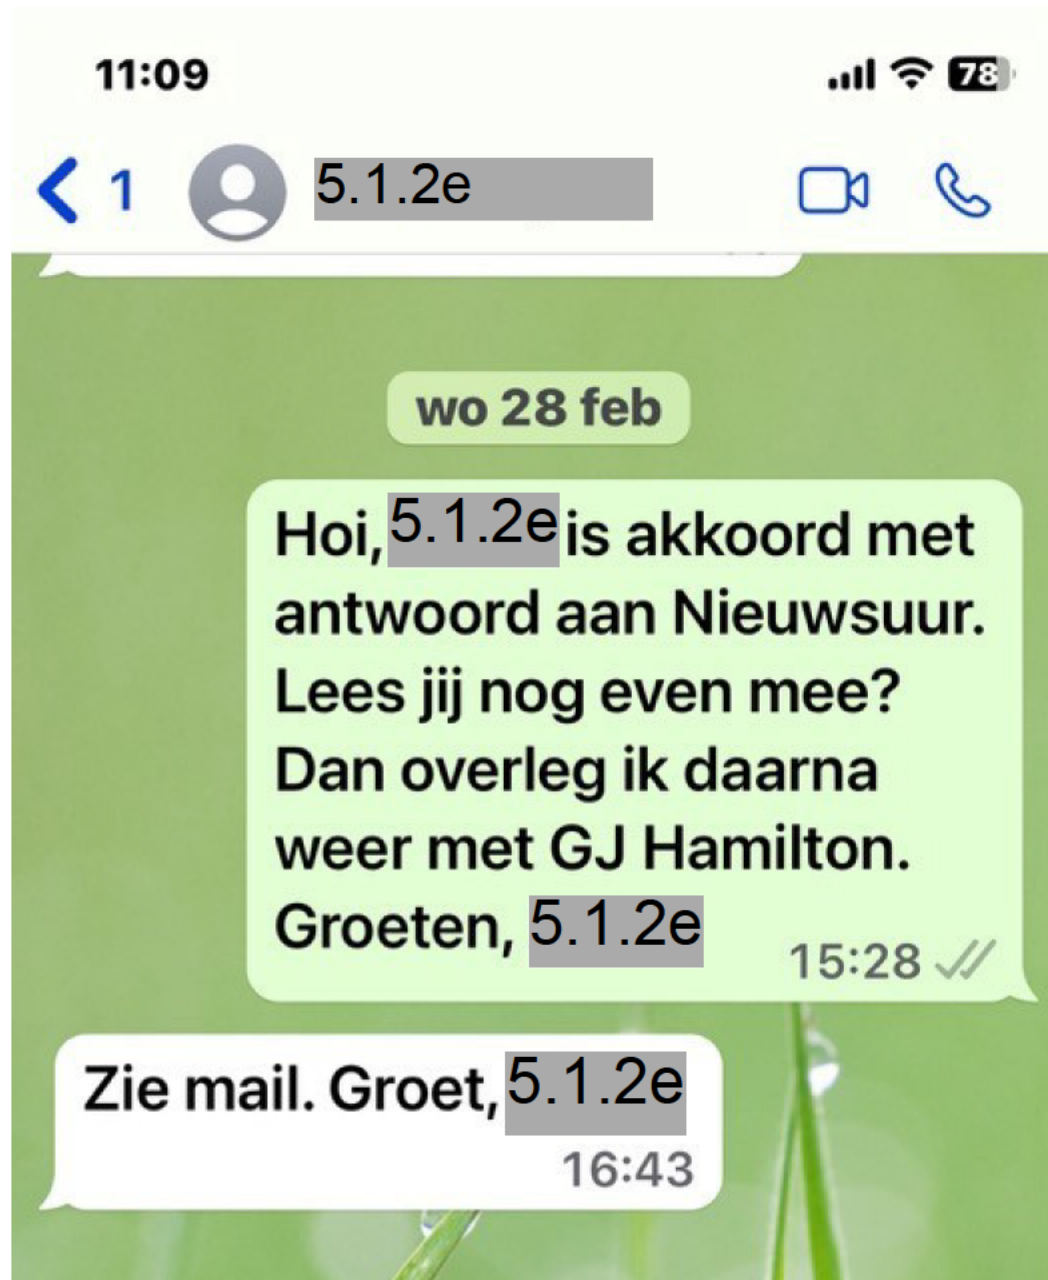 11:09 78
1 5.1.2e
wo 28 feb
Hoi, 5.1.2e is akkoord met
antwoord aan Nieuwsuur.
Lees jij nog even mee?
Dan overleg ik daarna
weer met GJ Hamilton.
Groeten, 5.1.2e
15:28
Zie mail. Groet, 5.1.2e
16:43